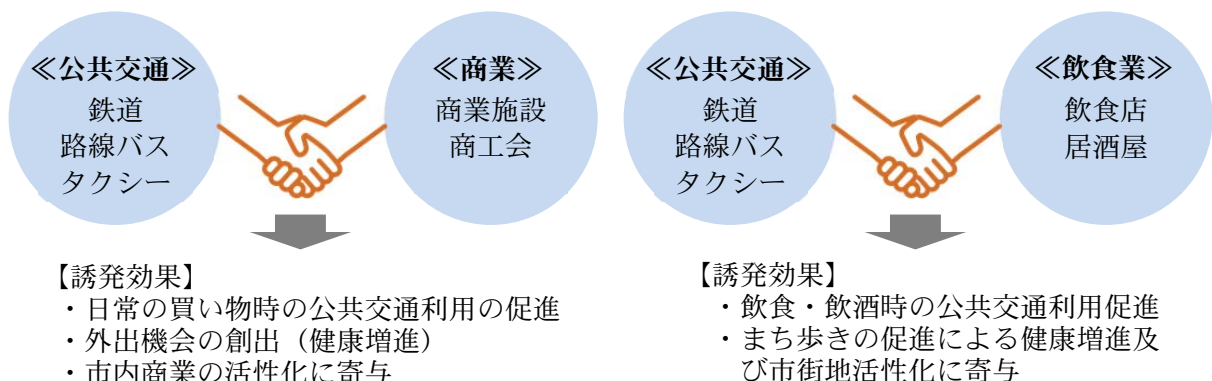 ≪公共交通≫
鉄道
路線バス
タクシー
≪商業≫
商業施設
商工会
【誘発効果】
・日常の買い物時の公共交通利用の促進
・外出機会の創出（健康増進）
・市内商業の活性化に寄与
≪公共交通≫
鉄道
路線バス
タクシー
≪飲食業≫
飲食店
居酒屋
【誘発効果】
・飲食・飲酒時の公共交通利用促進
・まち歩きの促進による健康増進及
び市街地活性化に寄与